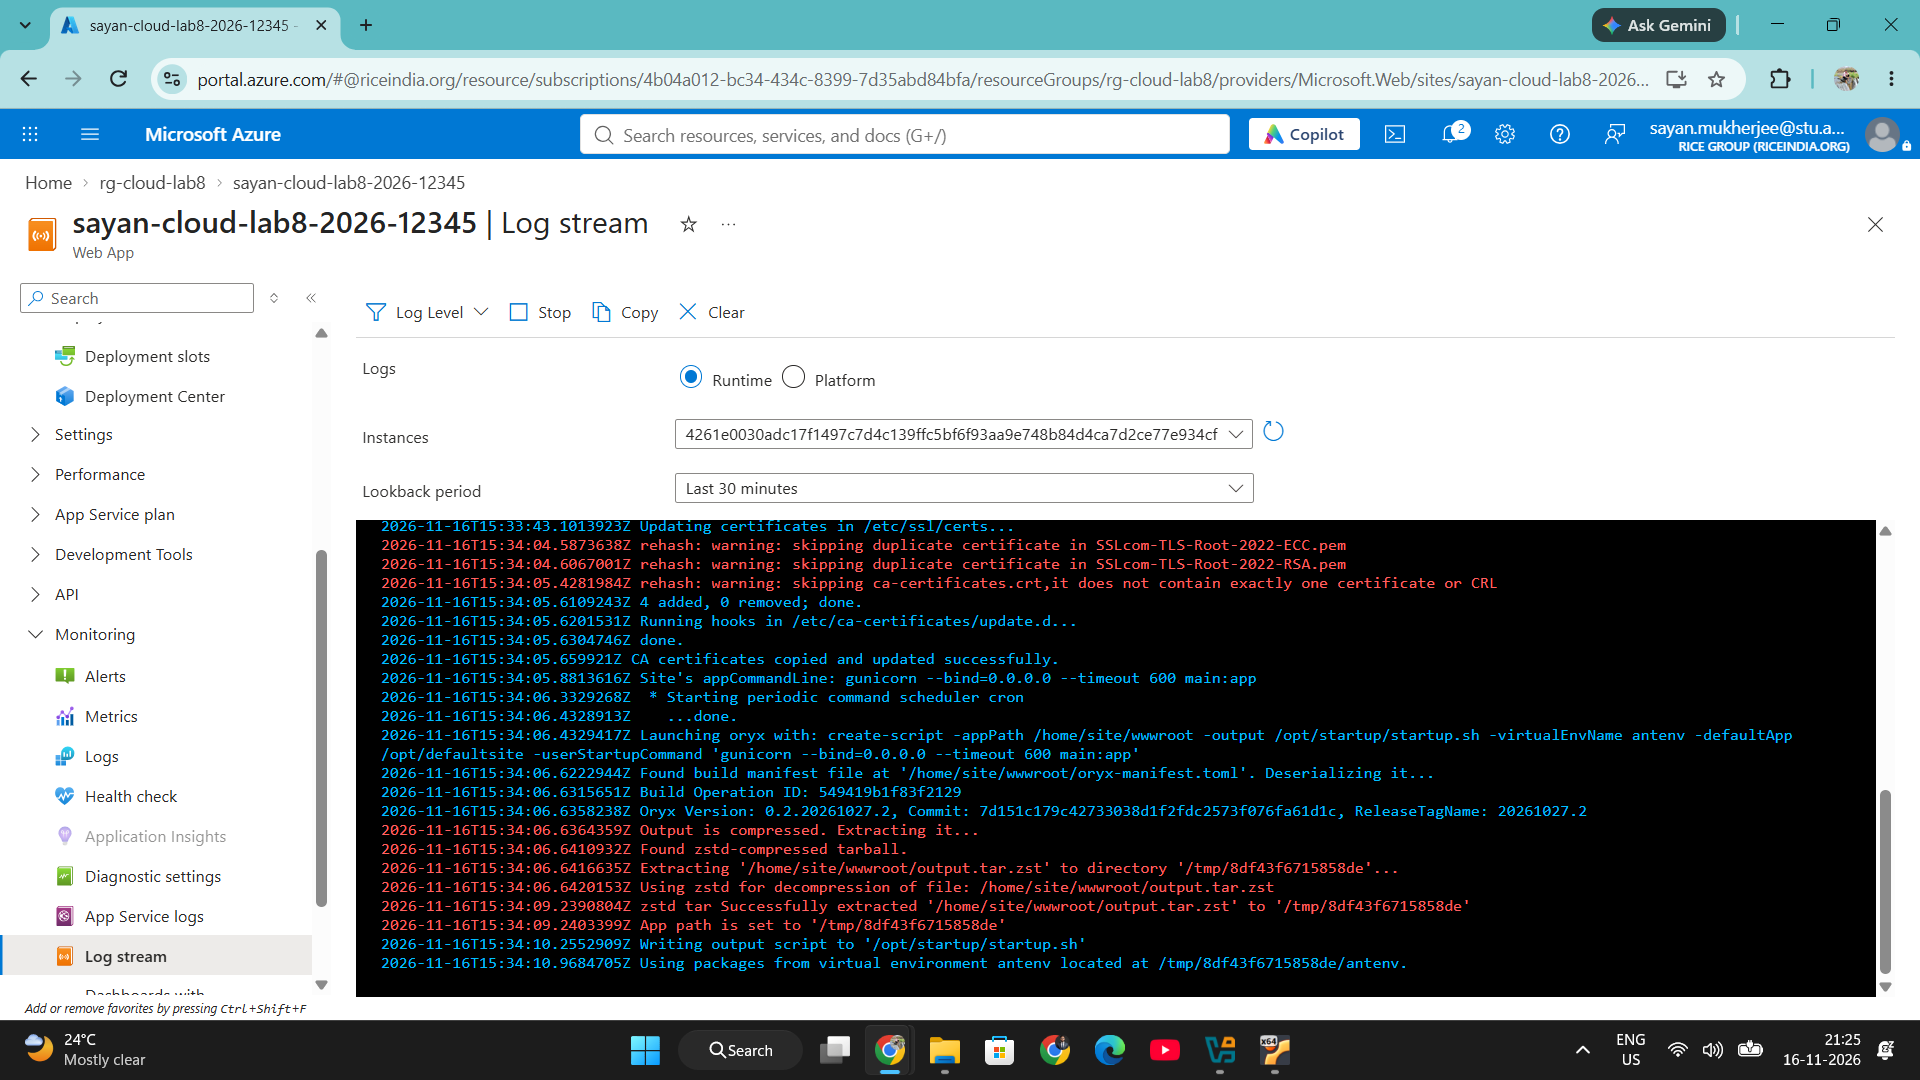 sayan-cloud-lab8-2026-12345 -
Ask Gemini
portal.azure.com/#@riceindia.org/resource/subscriptions/4b04a012-bc34-434c-8399-7d35abd84bfa/resourceGroups/rg-cloud-lab8/providers/Microsoft.Web/sites/sayan-cloud-lab8-2026...
Microsoft Azure
Search resources, services, and docs (G+/)
Copilot
2
sayan.mukherjee@stu.a...
RICE GROUP (RICEINDIA.ORG)
Home > rg-cloud-lab8 > sayan-cloud-lab8-2026-12345
sayan-cloud-lab8-2026-12345 | Log stream
Web App
Search
Deployment slots
Deployment Center
Settings
Performance
App Service plan
Development Tools
API
Monitoring
Alerts
Metrics
Logs
Health check
Application Insights
Diagnostic settings
App Service logs
Log stream
Dashboards with
Add or remove favorites by pressing Ctrl+Shift+F
Log Level
Stop
Copy
Clear
Logs
Runtime
Platform
Instances
4261e0030adc17f1497c7d4c139ffc5bf6f93aa9e748b84d4ca7d2ce77e934cf
Lookback period
Last 30 minutes
2026-11-16T15:33:43.1013923Z Updating certificates in /etc/ssl/certs...
2026-11-16T15:34:04.5873638Z rehash: warning: skipping duplicate certificate in SSLcom-TLS-Root-2022-ECC.pem
2026-11-16T15:34:04.6067001Z rehash: warning: skipping duplicate certificate in SSLcom-TLS-Root-2022-RSA.pem
2026-11-16T15:34:05.4281984Z rehash: warning: skipping ca-certificates.crt,it does not contain exactly one certificate or CRL
2026-11-16T15:34:05.6109243Z 4 added, 0 removed; done.
2026-11-16T15:34:05.6201531Z Running hooks in /etc/ca-certificates/update.d...
2026-11-16T15:34:05.6304746Z done.
2026-11-16T15:34:05.659921Z CA certificates copied and updated successfully.
2026-11-16T15:34:05.8813616Z Site's appCommandLine: gunicorn --bind=0.0.0.0 --timeout 600 main:app
2026-11-16T15:34:06.3329268Z  * Starting periodic command scheduler cron
2026-11-16T15:34:06.4328913Z    ...done.
2026-11-16T15:34:06.4329417Z Launching oryx with: create-script -appPath /home/site/wwwroot -output /opt/startup/startup.sh -virtualEnvName antenv -defaultApp
/opt/defaultsite -userStartupCommand 'gunicorn --bind=0.0.0.0 --timeout 600 main:app'
2026-11-16T15:34:06.6222944Z Found build manifest file at '/home/site/wwwroot/oryx-manifest.toml'. Deserializing it...
2026-11-16T15:34:06.6315651Z Build Operation ID: 549419b1f83f2129
2026-11-16T15:34:06.6358238Z Oryx Version: 0.2.20261027.2, Commit: 7d151c179c42733038d1f2fdc2573f076fa61d1c, ReleaseTagName: 20261027.2
2026-11-16T15:34:06.6364359Z Output is compressed. Extracting it...
2026-11-16T15:34:06.6410932Z Found zstd-compressed tarball.
2026-11-16T15:34:06.6416635Z Extracting '/home/site/wwwroot/output.tar.zst' to directory '/tmp/8df43f6715858de'...
2026-11-16T15:34:06.6420153Z Using zstd for decompression of file: /home/site/wwwroot/output.tar.zst
2026-11-16T15:34:09.2390804Z zstd tar Successfully extracted '/home/site/wwwroot/output.tar.zst' to '/tmp/8df43f6715858de'
2026-11-16T15:34:09.2403399Z App path is set to '/tmp/8df43f6715858de'
2026-11-16T15:34:10.2552909Z Writing output script to '/opt/startup/startup.sh'
2026-11-16T15:34:10.9684705Z Using packages from virtual environment antenv located at /tmp/8df43f6715858de/antenv.
24°C
Mostly clear
Search
ENG
US
21:25
16-11-2026